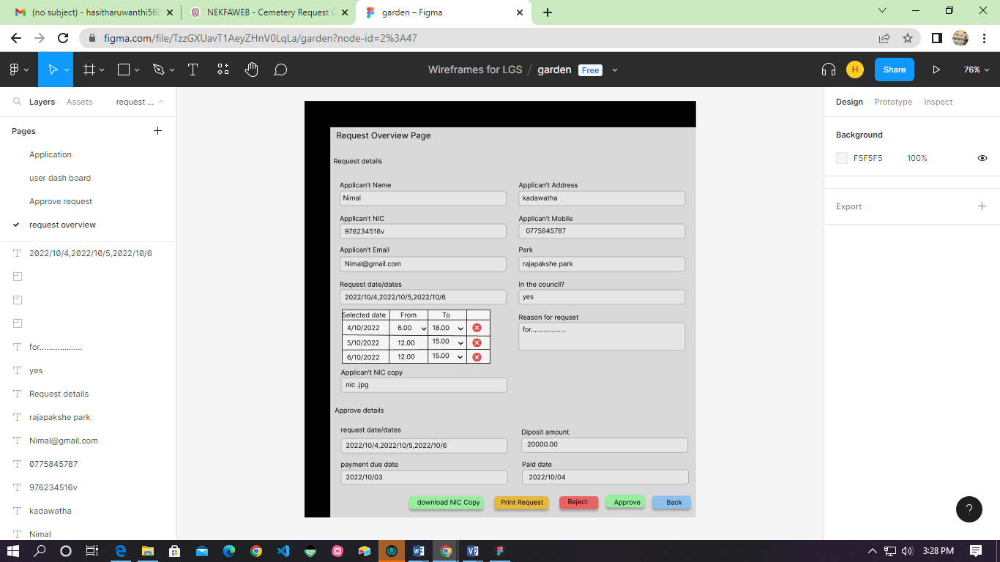 (no subject) - hasitharuwanthi568
NEKFAWEB - Cemetery Request C
garden – Figma
figma.com/file/TzzGXUavT1AeyZHnV0LqLa/garden?node-id=2%3A47
Wireframes for LGS / garden Free
H
Share
76%
Layers Assets request ...
Pages
Application
user dash board
Approve request
request overview
2022/10/4,2022/10/5,2022/10/6
for...................
yes
Request details
rajapakshe park
Nimal@gmail.com
0775845787
976234516v
kadawatha
Nimal
Request Overview Page
Request details
Applican't Name Applican't Address
Nimal kadawatha
Applican't NIC Applican't Mobile
976234516v 0775845787
Applican't Email Park
Nimal@gmail.com rajapakshe park
Request date/dates In the council?
2022/10/4,2022/10/5,2022/10/6 yes
Selected date From To
4/10/2022 6.00 18.00
5/10/2022 12.00 15.00
6/10/2022 12.00 15.00
Reason for requset
for...................
Applican't NIC copy
nic .jpg
Approve details
request date/dates Diposit amount
2022/10/4,2022/10/5,2022/10/6 20000.00
payment due date Paid date
2022/10/03 2022/10/04
download NIC Copy Print Request Reject Approve Back
Design Prototype Inspect
Background
F5F5F5 100%
Export
?
3:28 PM